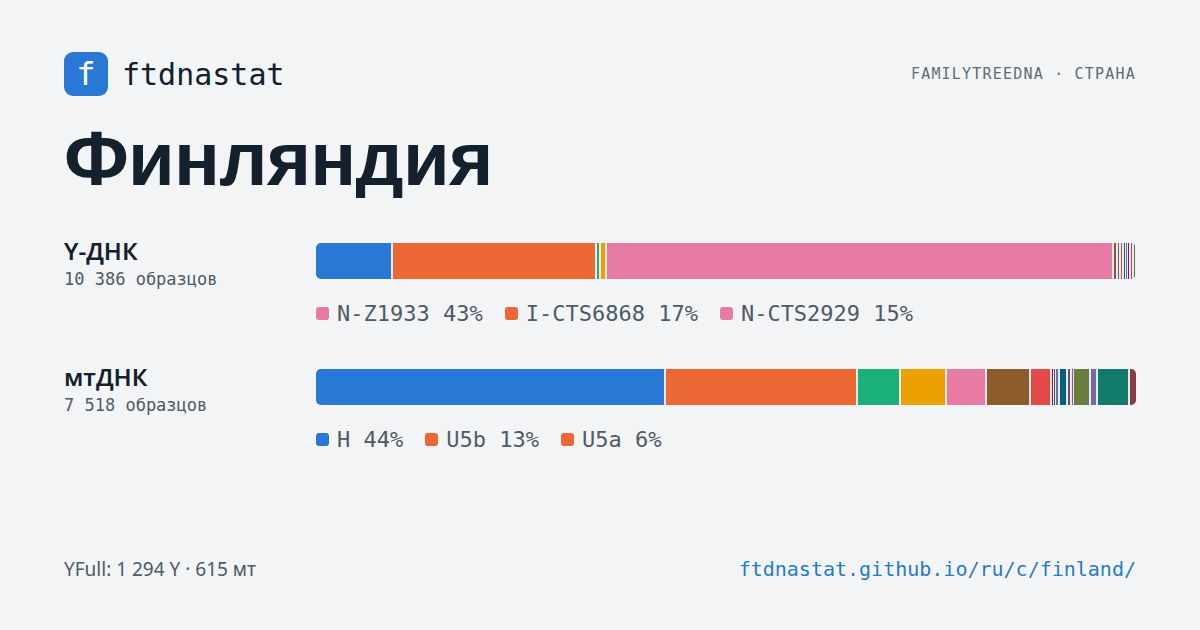 f ftdnastat
FAMILYTREEDNA · СТРАНА
Финляндия
Y-ДНК
10 386 образцов
N-Z1933 43% I-CTS6868 17% N-CTS2929 15%
мтДНК
7 518 образцов
H 44% U5b 13% U5a 6%
YFull: 1 294 Y · 615 мт
ftdnastat.github.io/ru/c/finland/